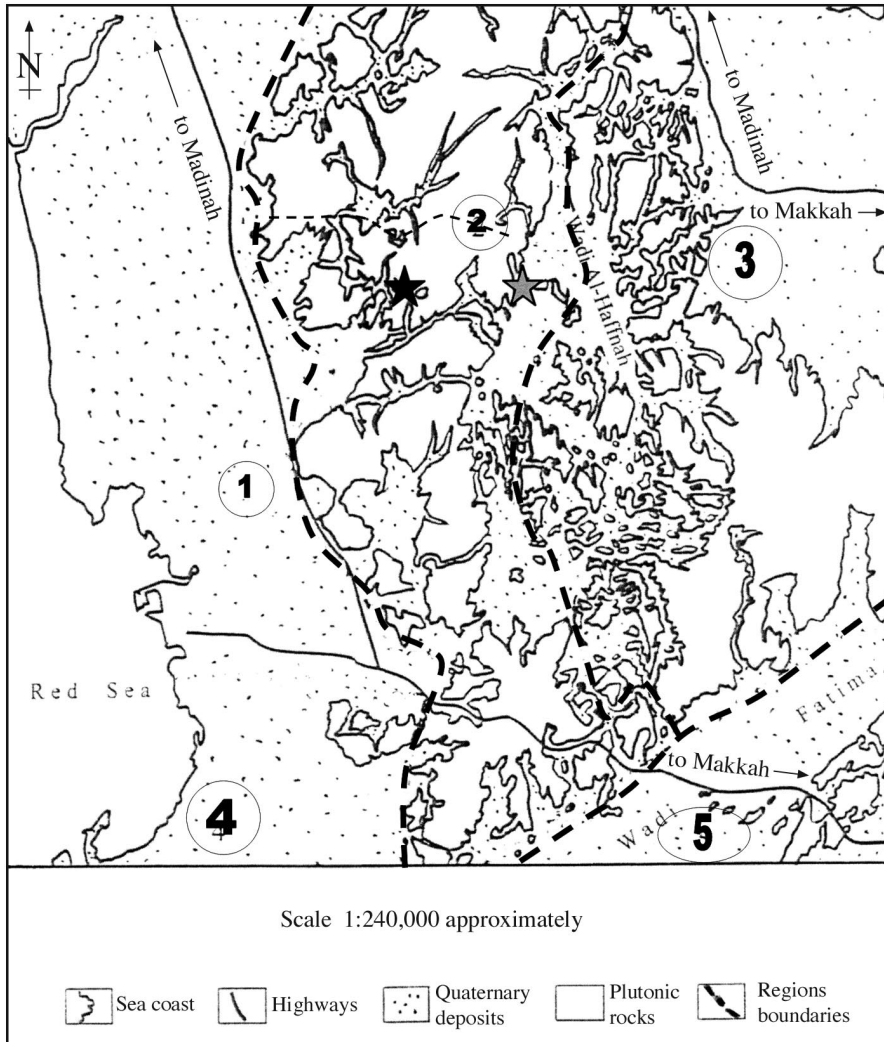 N
to Madinah
to Madinah
to Makkah
2
3
Wadi Al-Haffnah
1
Red Sea
Fatima
to Makkah
4
Wadi
5
Scale 1:240,000 approximately
Sea coast
Highways
Quaternary
deposits
Plutonic
rocks
Regions
boundaries